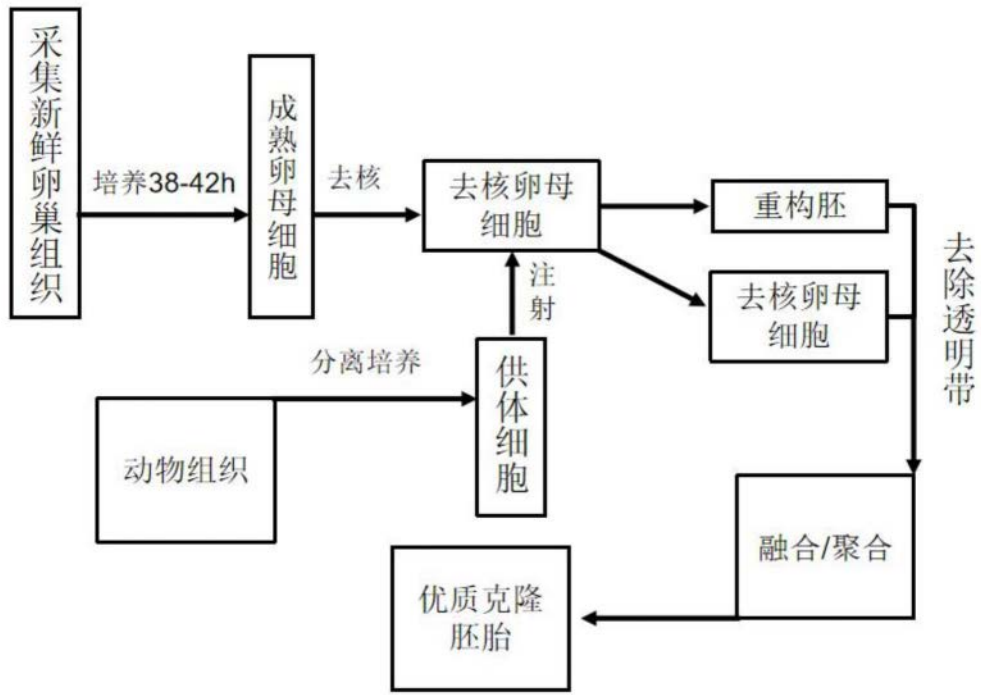 采集新鲜卵巢组织
培养38-42h
成熟卵母细胞
去核
去核卵母
细胞
重构胚
去核卵母
细胞
去除透明带
注射
分离培养
供体细胞
动物组织
融合/聚合
优质克隆
胚胎